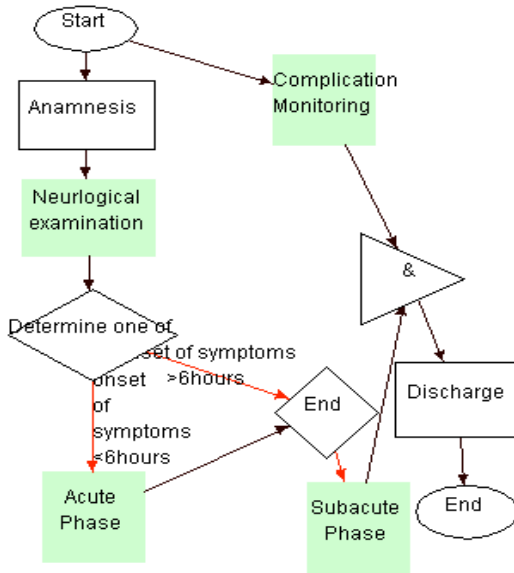 Start
Complication
Monitoring
Anamnesis
Neurlogical
examination
&
Determine one of
set of symptoms
>6hours
onset
of
symptoms
<6hours
End
Discharge
Acute
Phase
Subacute
Phase
End